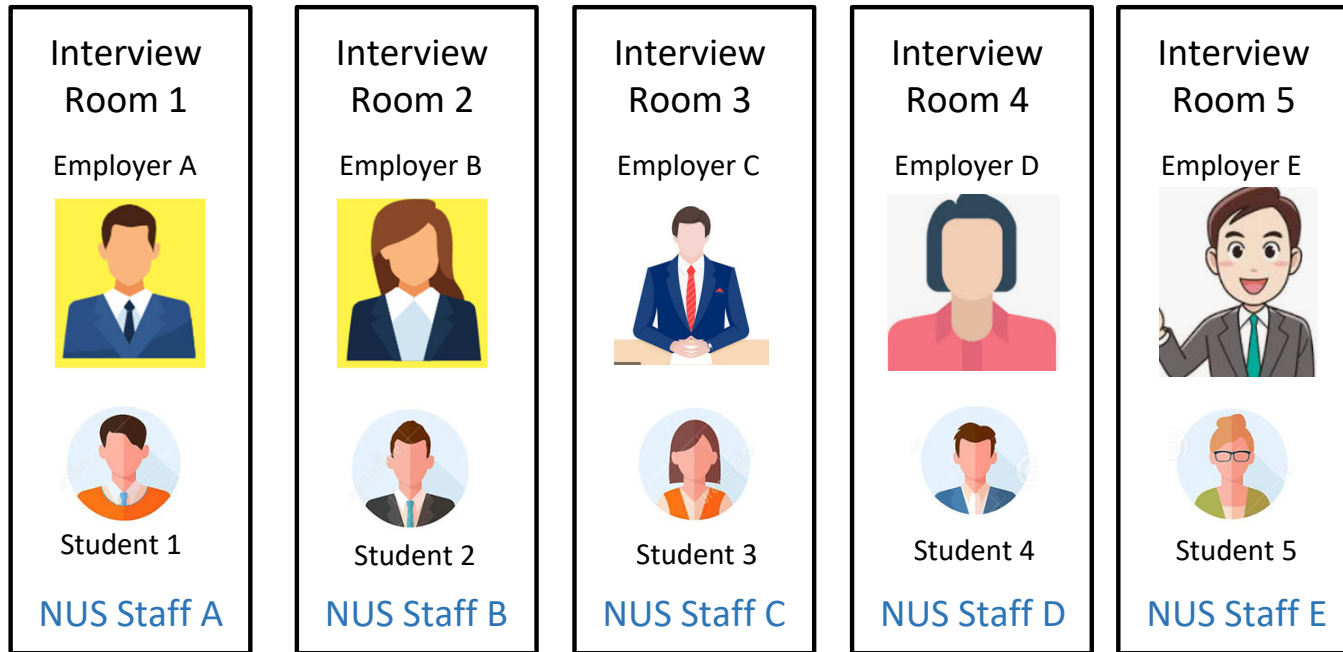 Interview
Room 1
Employer A
Student 1
NUS Staff A
Interview
Room 2
Employer B
Student 2
NUS Staff B
Interview
Room 3
Employer C
Student 3
NUS Staff C
Interview
Room 4
Employer D
Student 4
NUS Staff D
Interview
Room 5
Employer E
Student 5
NUS Staff E